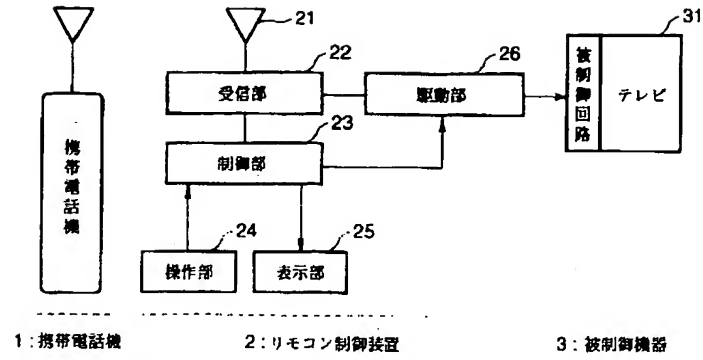 21
31
22
26
受信部
駆動部
被制御回路
テレビ
23
携帯電話機
制御部
24
25
操作部
表示部
1:携帯電話機
2:リモコン制御装置
3:被制御機器